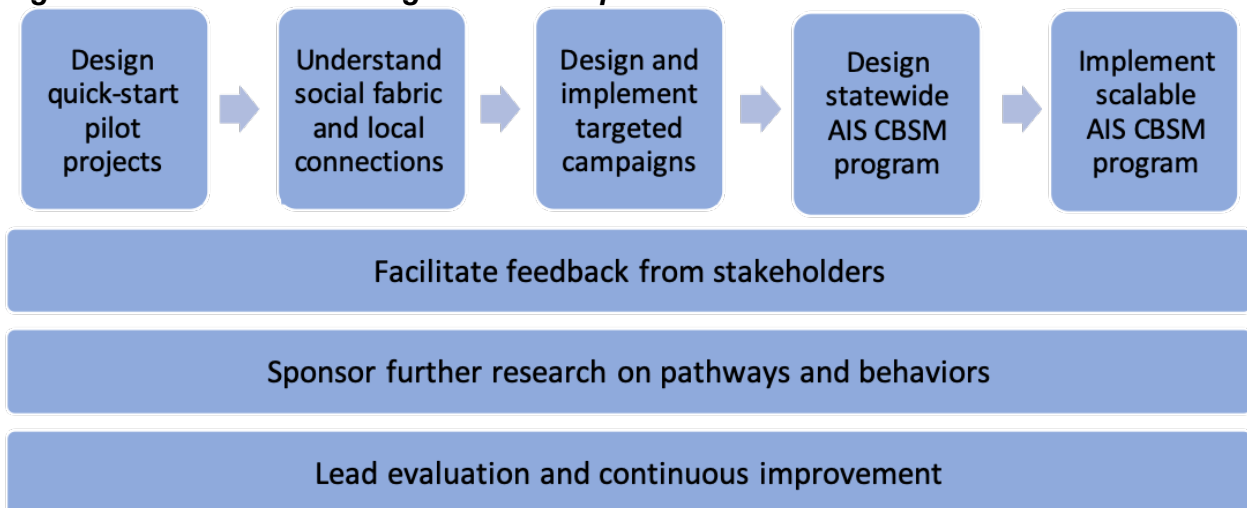 Design
quick-start
pilot
projects
Understand
social fabric
and local
connections
Design and
implement
targeted
campaigns
Design
statewide
AIS CBSM
program
Implement
scalable
AIS CBSM
program
Facilitate feedback from stakeholders
Sponsor further research on pathways and behaviors
Lead evaluation and continuous improvement